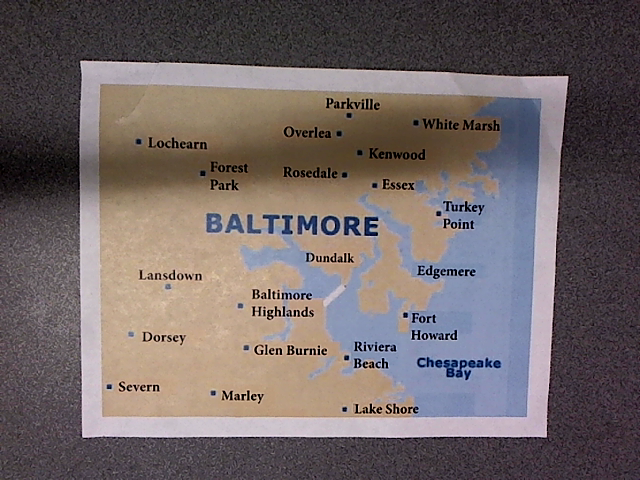 Parkville
White Marsh
Overlea
Lochearn
Kenwood
Forest
Park
Rosedale
Essex
Turkey
Point
BALTIMORE
Dundalk
Edgemere
Lansdown
Baltimore
Highlands
Fort
Howard
Dorsey
Glen Burnie
Riviera
Beach
Chesapeake
Bay
Severn
Marley
Lake Shore